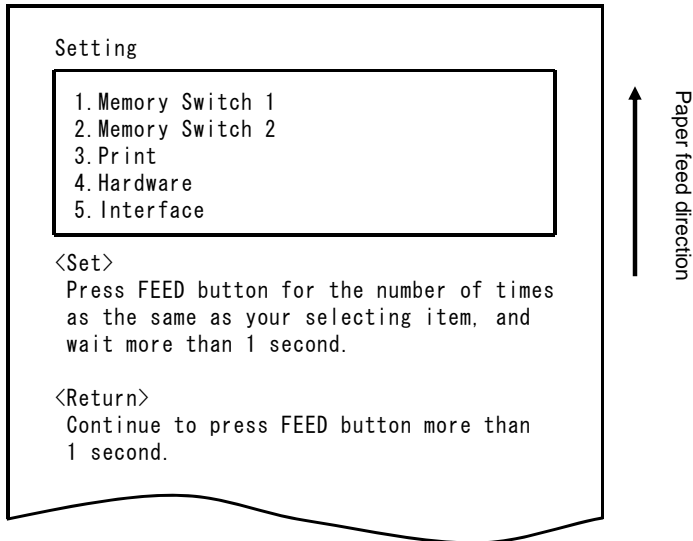 Setting
1.Memory Switch 1
2.Memory Switch 2
3.Print
4.Hardware
5.Interface
<Set>
Press FEED button for the number of times
as the same as your selecting item, and
wait more than 1 second.
<Return>
Continue to press FEED button more than
1 second.
Paper feed direction